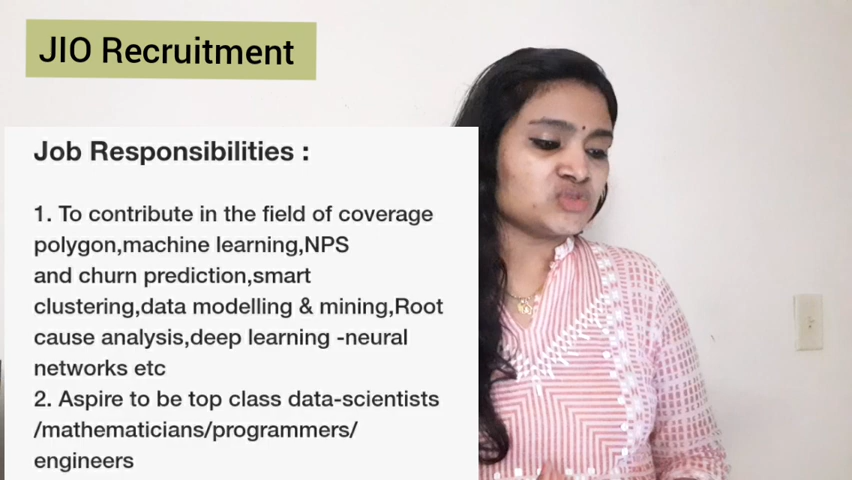 JIO Recruitment
Job Responsibilities :
1. To contribute in the field of coverage
polygon,machine learning,NPS
and churn prediction,smart
clustering,data modelling & mining,Root
cause analysis,deep learning -neural
networks etc
2. Aspire to be top class data-scientists
/mathematicians/programmers/
engineers